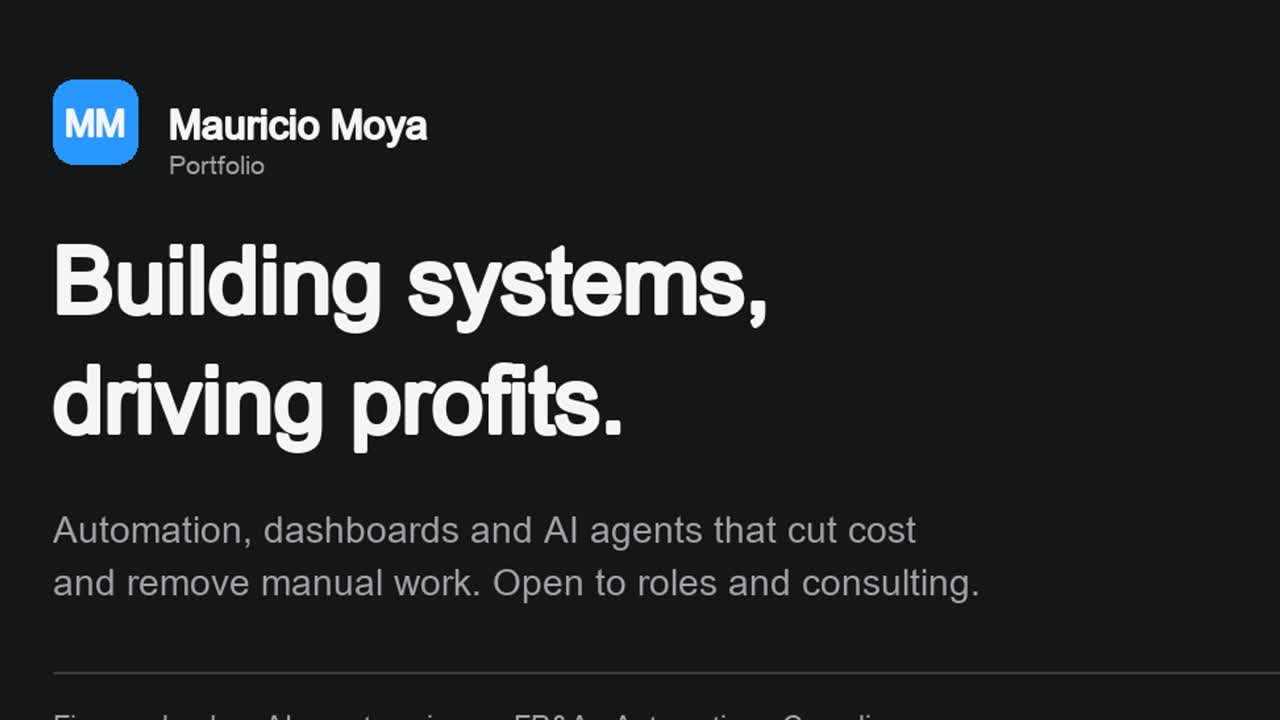 MM
Mauricio Moya
Portfolio
Building systems,
driving profits.
Automation, dashboards and AI agents that cut cost
and remove manual work. Open to roles and consulting.